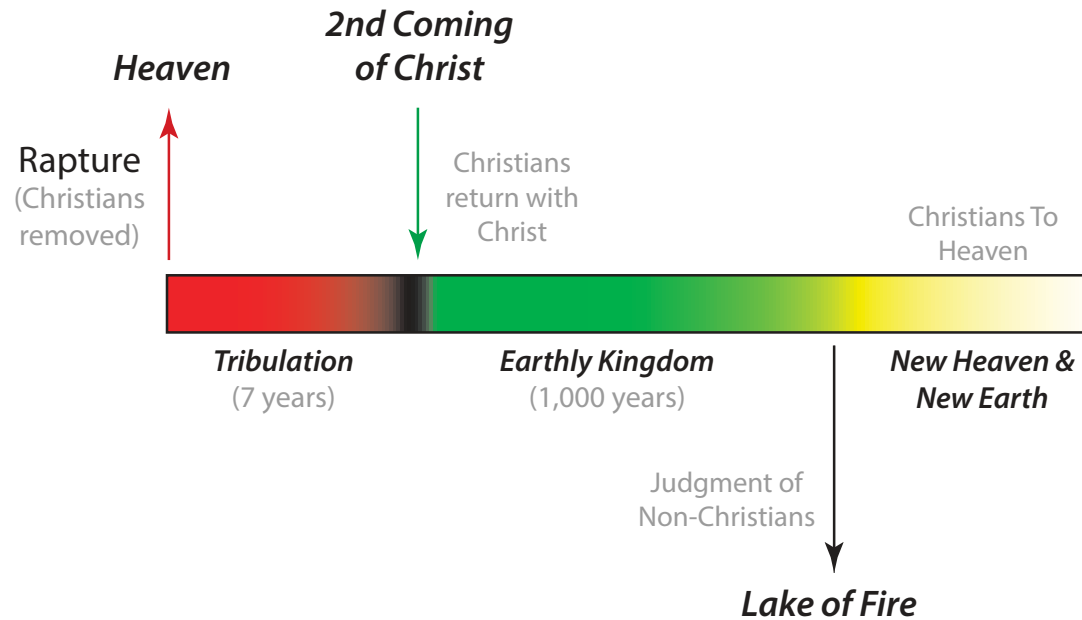 Heaven
2nd Coming
of Christ
Rapture
(Christians
removed)
Christians
return with
Christ
Christians To
Heaven
Tribulation
(7 years)
Earthly Kingdom
(1,000 years)
New Heaven &
New Earth
Judgment of
Non-Christians
Lake of Fire